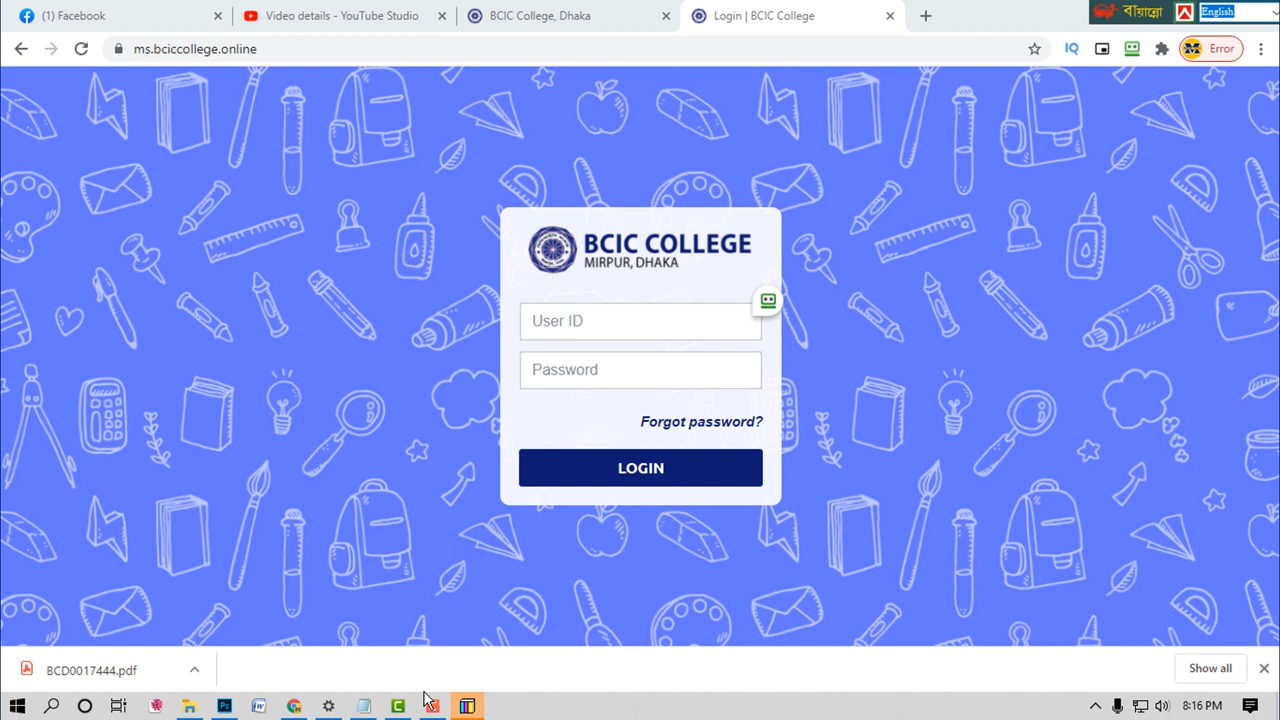 (1) Facebook
Video details - YouTube Studio
BCIC College, Dhaka
Login | BCIC College
বায়ান্নো
English
ms.bciccollege.online
IQ
Error
BCIC COLLEGE
MIRPUR, DHAKA
User ID
Password
Forgot password?
LOGIN
BCD0017444.pdf
Show all
8:16 PM